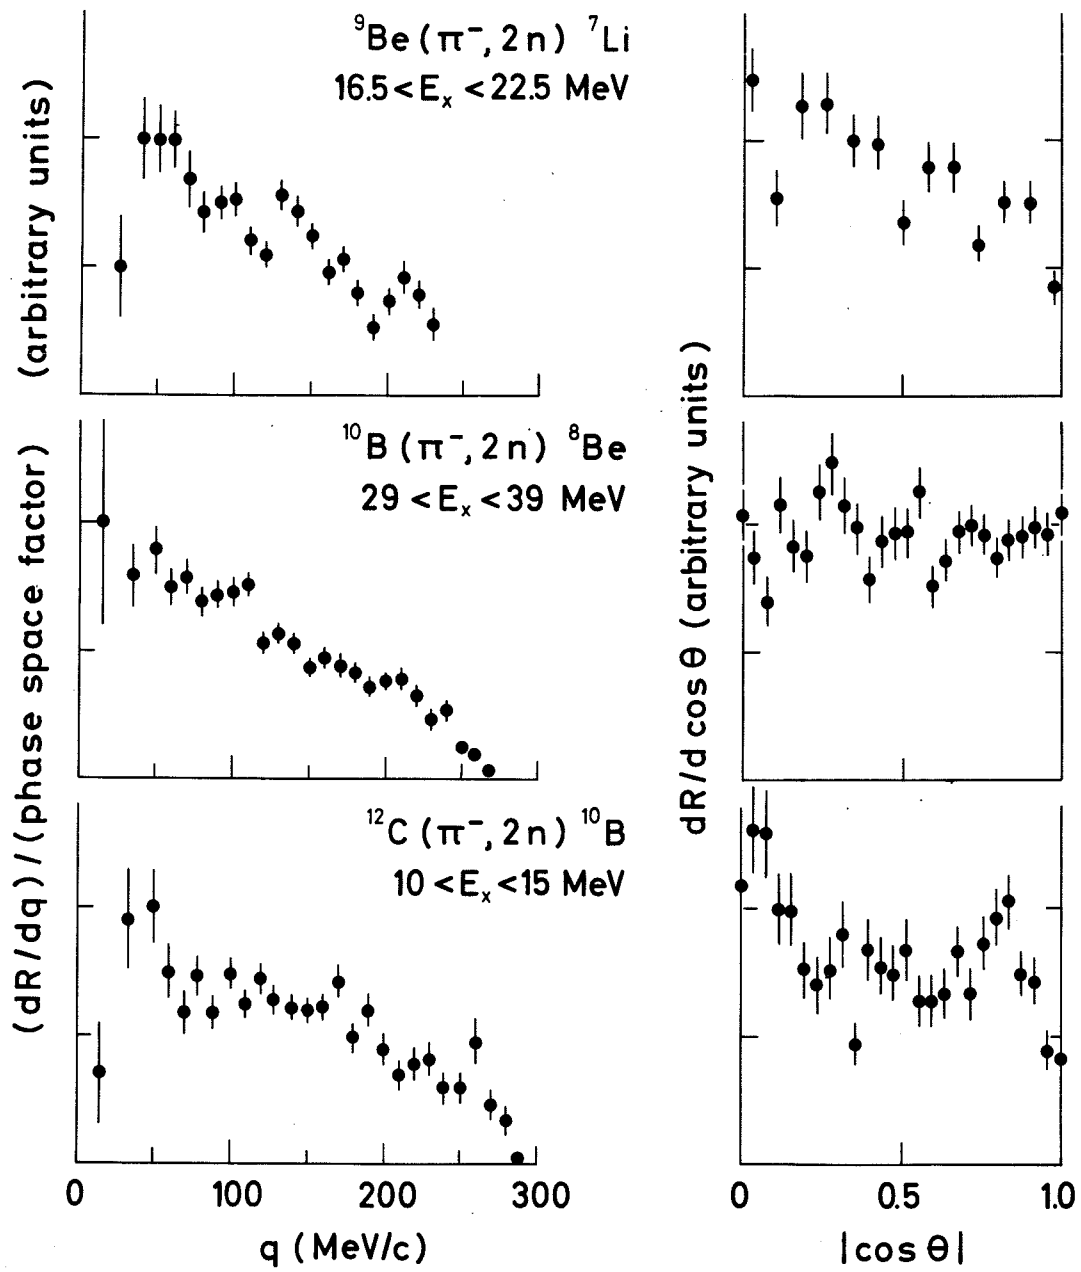 ⁹Be (π⁻, 2n) ⁷Li
16.5 < Eₓ < 22.5 MeV
¹⁰B (π⁻, 2n) ⁸Be
29 < Eₓ < 39 MeV
¹²C (π⁻, 2n) ¹⁰B
10 < Eₓ < 15 MeV
(dR/dq) / (phase space factor) (arbitrary units)
0 100 200 300
q (MeV/c)
dR/d cos θ (arbitrary units)
0 0.5 1.0
|cos θ|